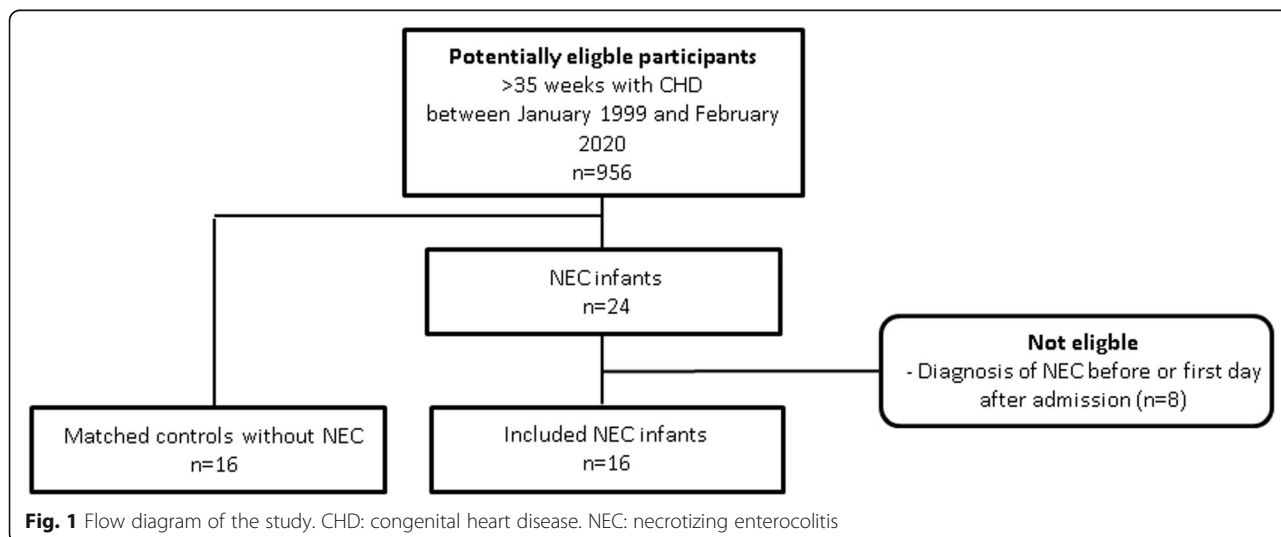 Potentially eligble participants
>35 weeks with CHD
between January 1999 and February
2020
n=956
NEC infants
n=24
Not eligble
- Diagnosis of NEC before or first day
after admission (n=8)
Matched controls without NEC
n=16
Included NEC infants
n=16
Fig. 1 Flow diagram of the study. CHD: congenital heart disease. NEC: necrotizing enterocolitis